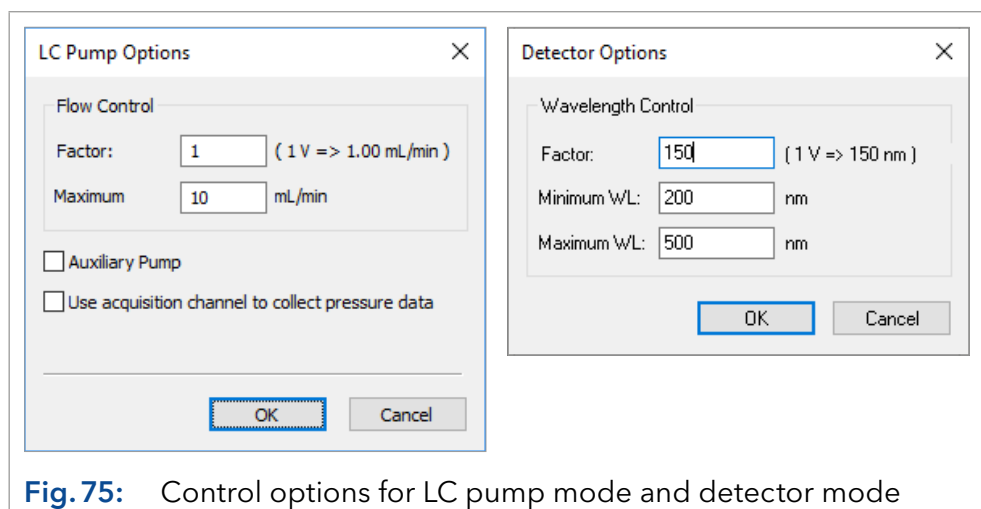 LC Pump Options
Flow Control
Factor: 1 ( 1 V => 1.00 mL/min )
Maximum 10 mL/min
Auxiliary Pump
Use acquisition channel to collect pressure data
OK Cancel
Detector Options
Wavelength Control
Factor: 150 ( 1 V => 150 nm )
Minimum WL: 200 nm
Maximum WL: 500 nm
OK Cancel
Fig. 75: Control options for LC pump mode and detector mode